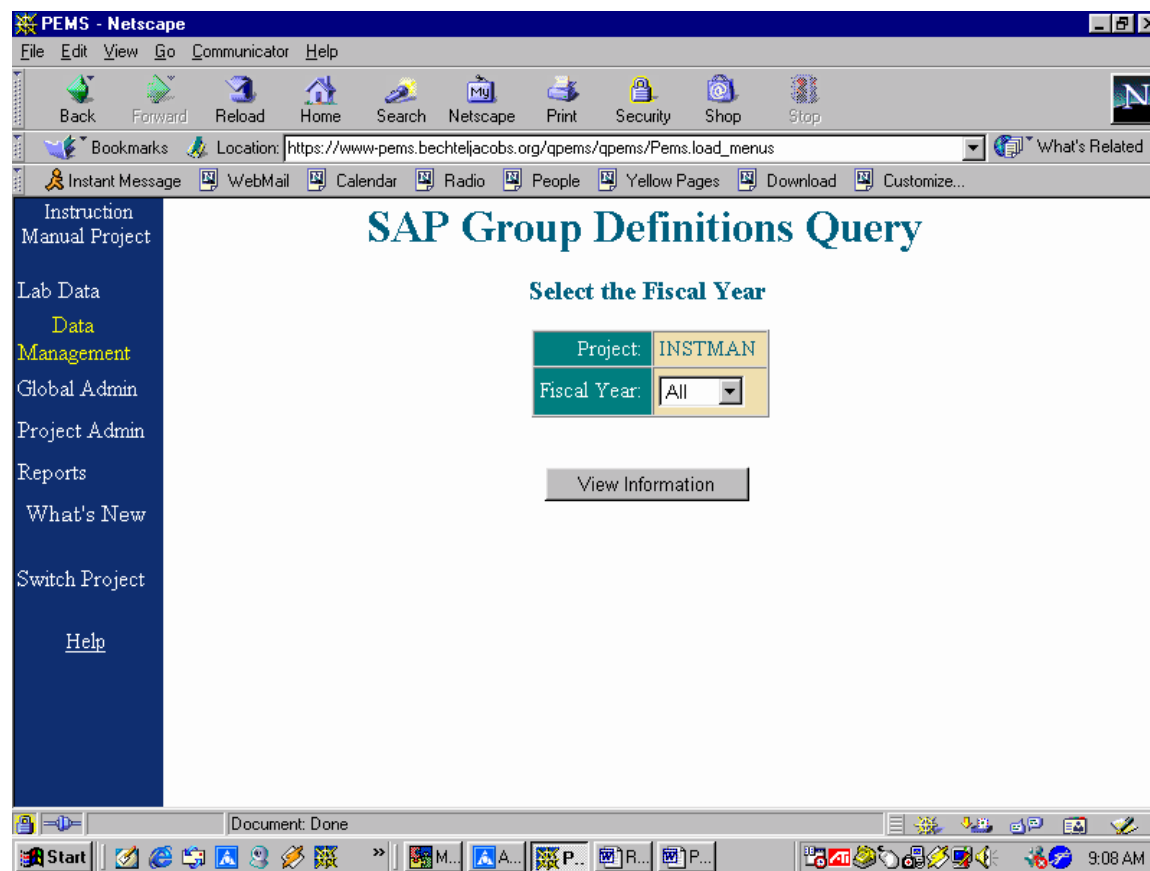 PEMS - Netscape
File Edit View Go Communicator Help
Back Forward Reload Home Search Netscape Print Security Shop Stop
My
N
Bookmarks Location: https://www-pems.bechteljacobs.org/qpems/qpems/Pems.load_menus What's Related
Instant Message WebMail Calendar Radio People Yellow Pages Download Customize...
Instruction
Manual Project
Lab Data
Data
Management
Global Admin
Project Admin
Reports
What's New
Switch Project
Help
SAP Group Definitions Query
Select the Fiscal Year
Project: INSTMAN
Fiscal Year: All
View Information
Document: Done
Start » M... A... P.. R... P... 9:08 AM